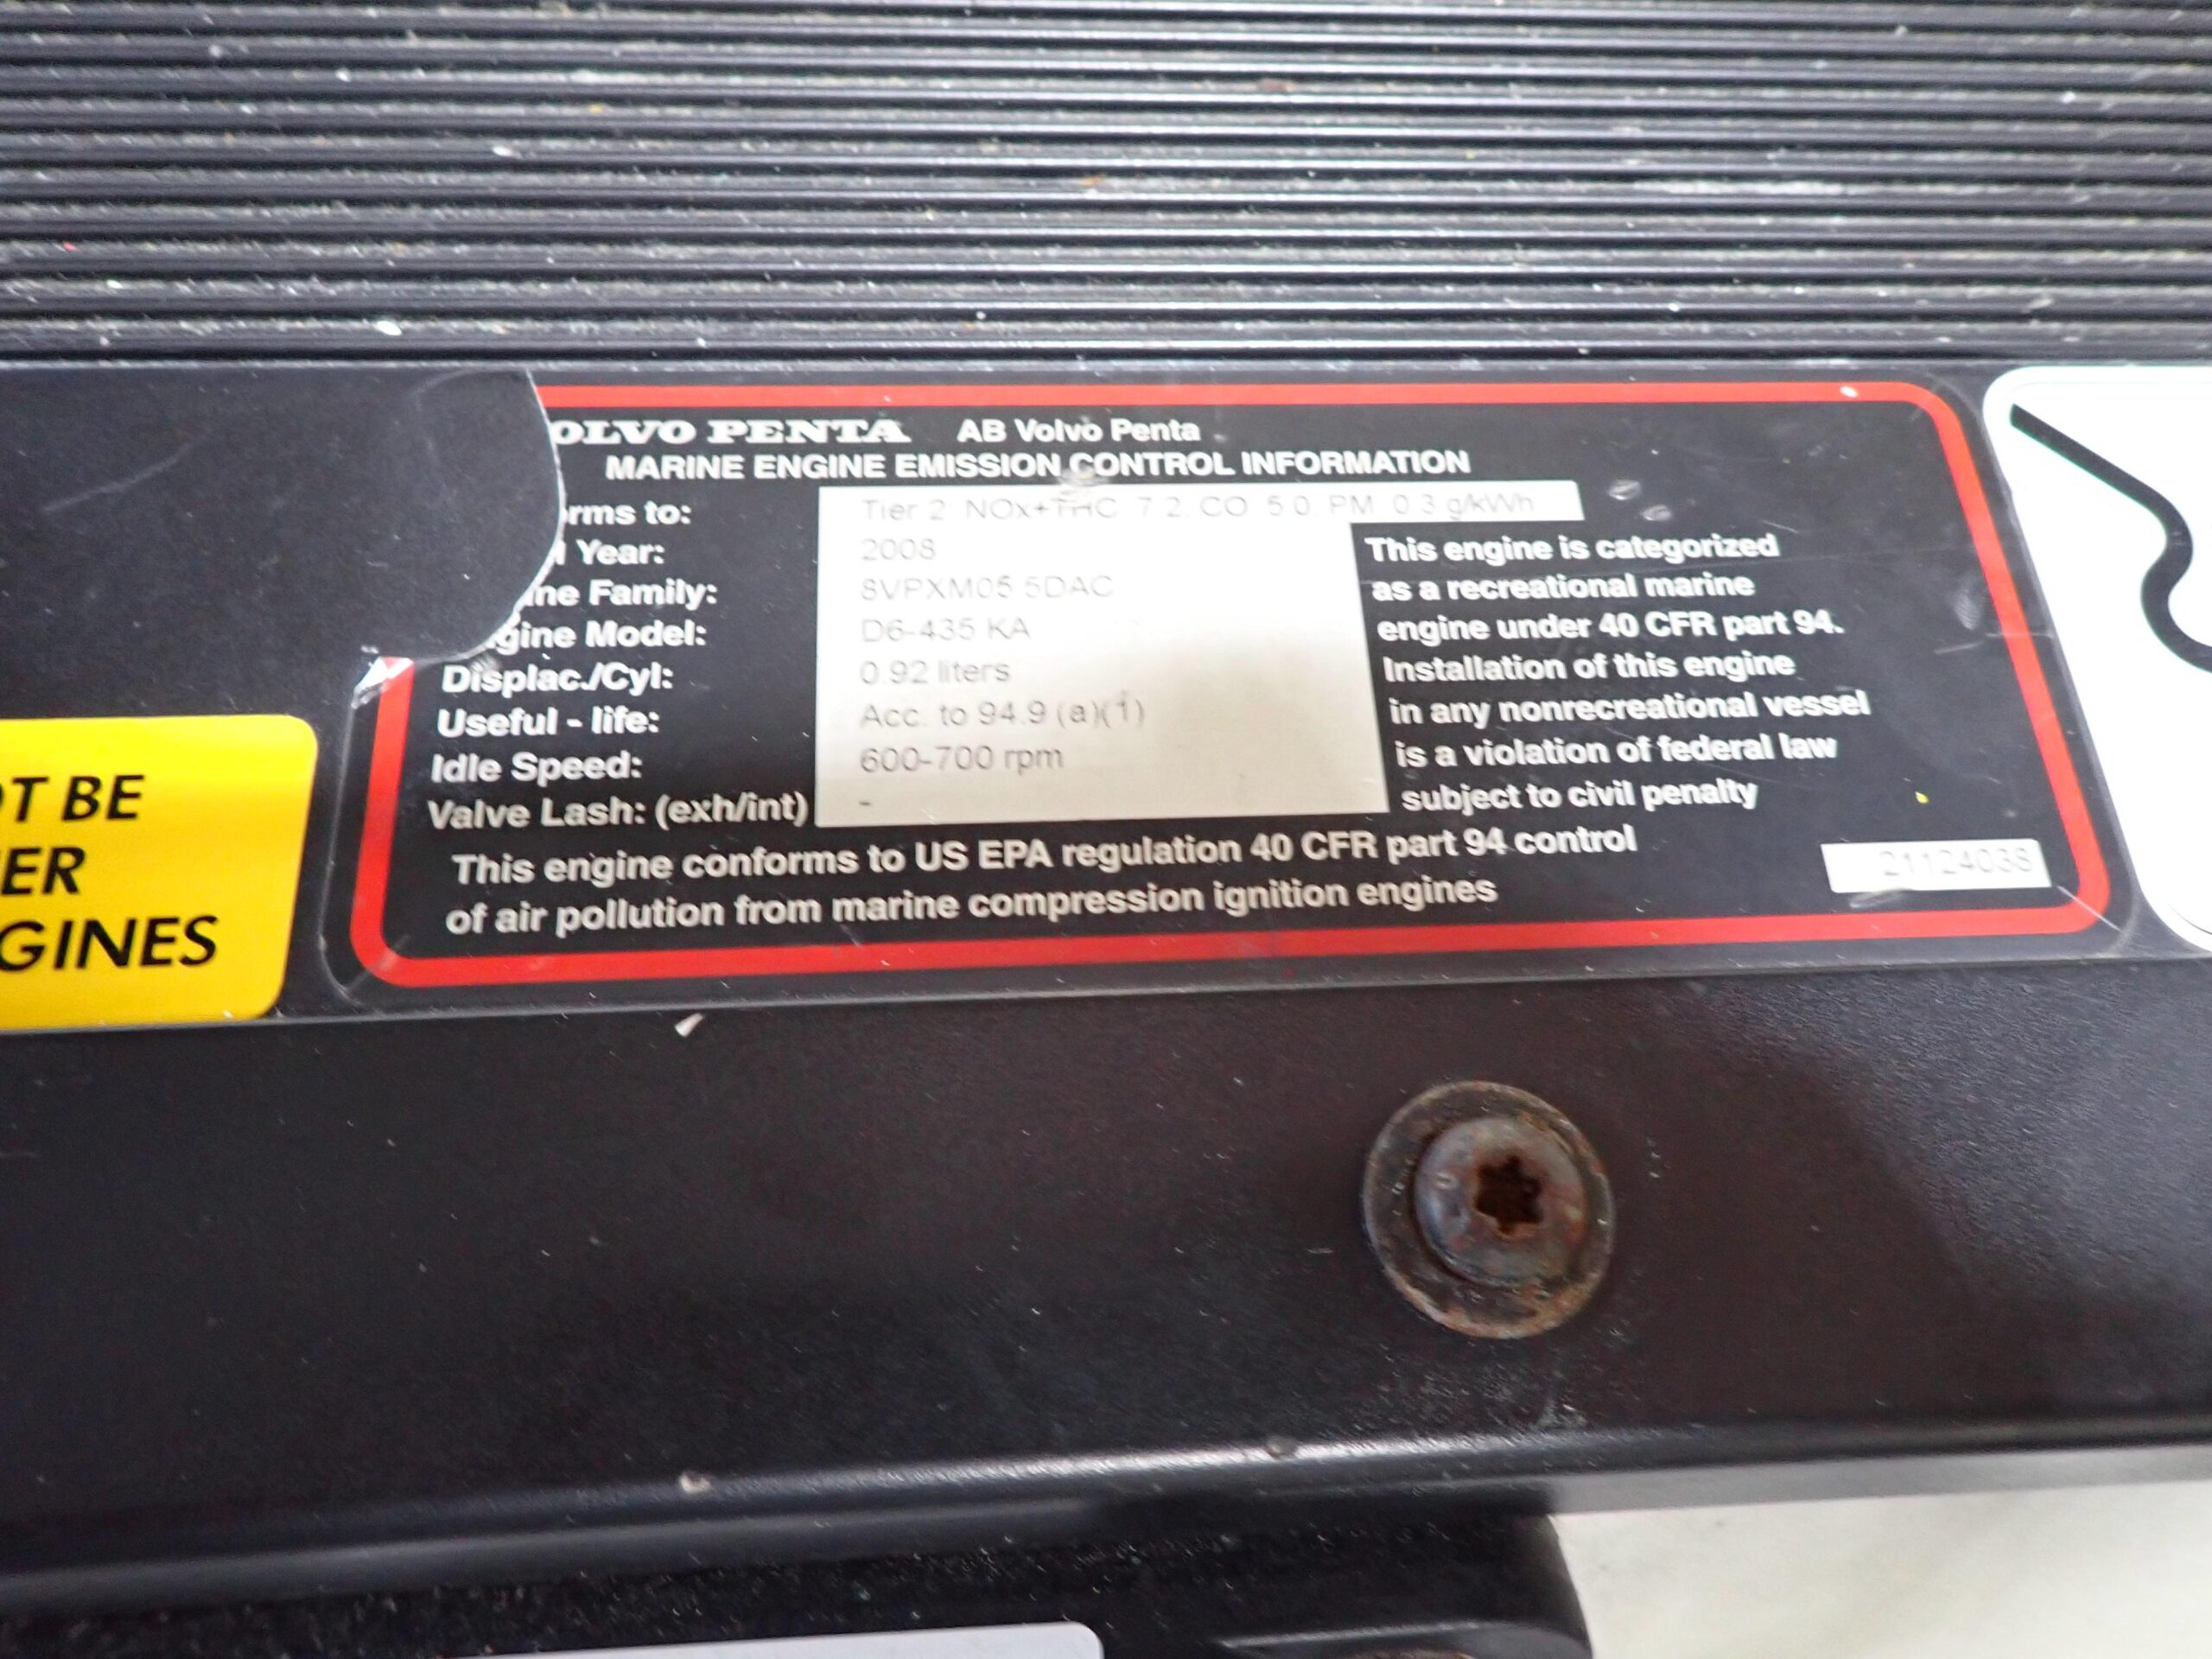 OLVO PENTA AB Volvo Penta
MARINE ENGINE EMISSION CONTROL INFORMATION
rms to: Tier 2 NOx+THC 7.2. CO 5.0. PM 0.3 g/kWh
Year: 2008
ine Family: 8VPXM05.5DAC
gine Model: D6-435 KA
Displac./Cyl: 0.92 liters
Useful - life: Acc. to 94.9 (a)(1)
Idle Speed: 600-700 rpm
Valve Lash: (exh/int) -
This engine is categorized
as a recreational marine
engine under 40 CFR part 94.
Installation of this engine
in any nonrecreational vessel
is a violation of federal law
subject to civil penalty
This engine conforms to US EPA regulation 40 CFR part 94 control
of air pollution from marine compression ignition engines
21124038
OT BE
ER
GINES